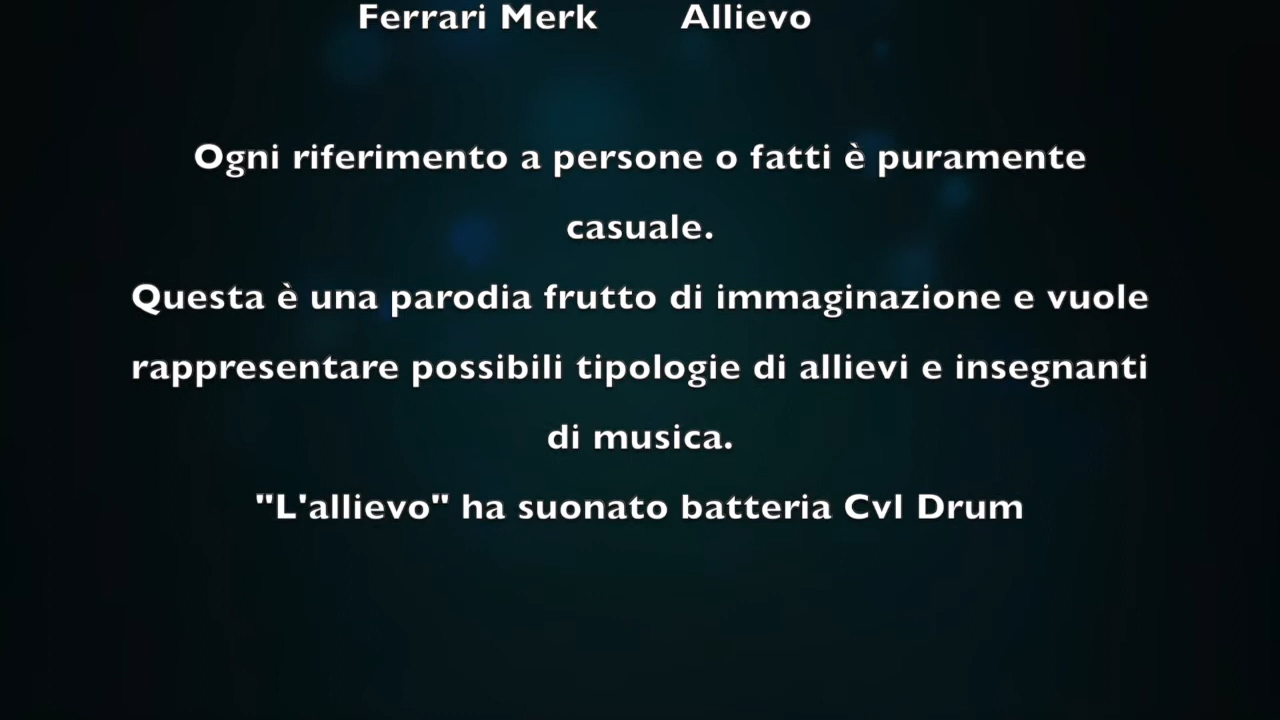 Ferrari Merk Allievo
Ogni riferimento a persone o fatti è puramente
casuale.
Questa è una parodia frutto di immaginazione e vuole
rappresentare possibili tipologie di allievi e insegnanti
di musica.
"L'allievo" ha suonato batteria Cvl Drum